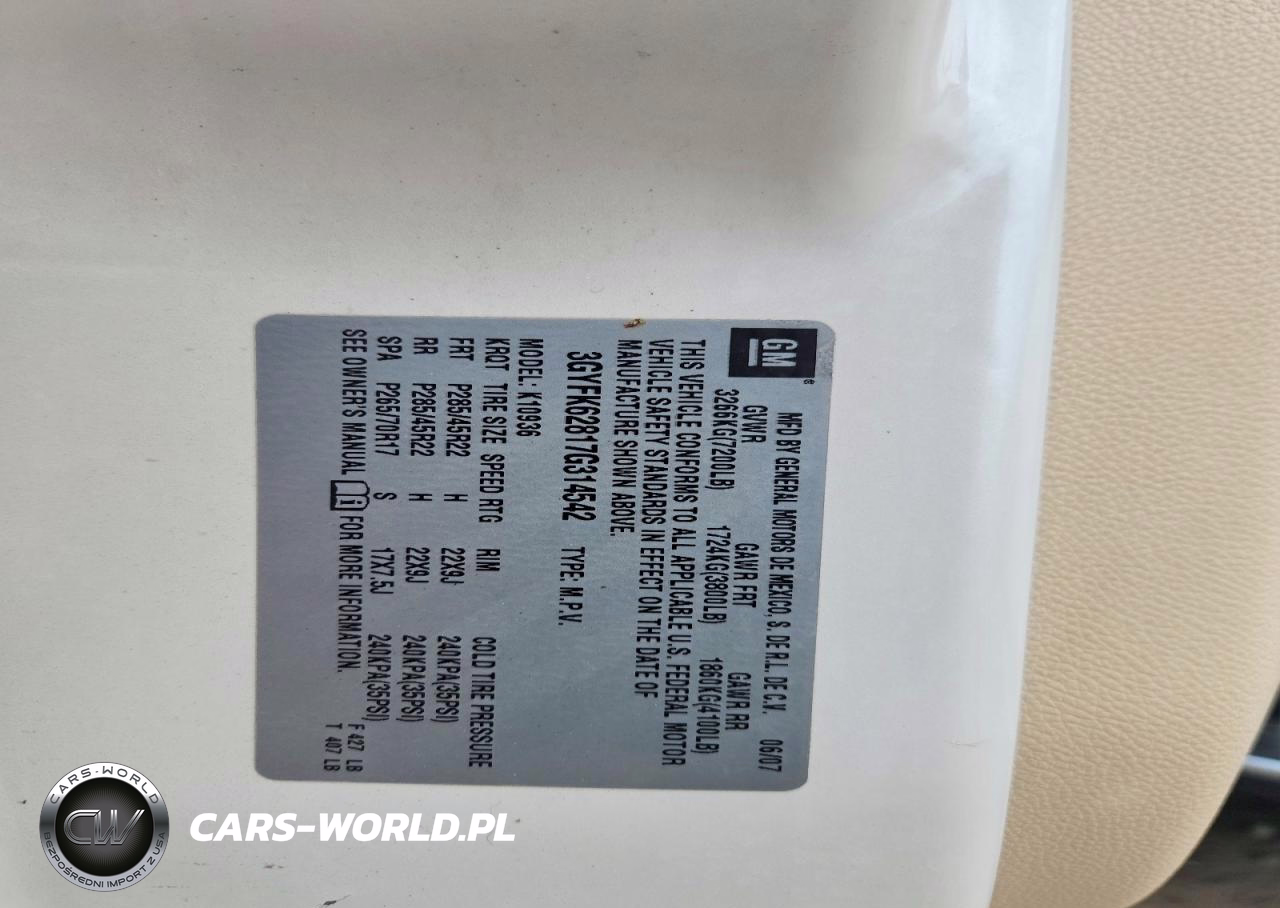 GM®
MFD BY GENERAL MOTORS DE MEXICO, S. DE R.L. DE C.V. 06/07
GVWR GAWR FRT GAWR RR
3266KG(7200LB) 1724KG(3800LB) 1860KG(4100LB)
THIS VEHICLE CONFORMS TO ALL APPLICABLE U.S. FEDERAL MOTOR
VEHICLE SAFETY STANDARDS IN EFFECT ON THE DATE OF
MANUFACTURE SHOWN ABOVE.
3GYFK62817G314542 TYPE: M.P.V.
MODEL: K10936
KRQT TIRE SIZE SPEED RTG RIM COLD TIRE PRESSURE
FRT P285/45R22 H 22X9J 240KPA(35PSI)
RR P285/45R22 H 22X9J 240KPA(35PSI)
SPA P265/70R17 S 17X7.5J 240KPA(35PSI)
SEE OWNER'S MANUAL i FOR MORE INFORMATION.
F 427 LB
T 407 LB
CARS-WORLD
CW
BEZPOŚREDNI IMPORT Z USA
CARS-WORLD.PL